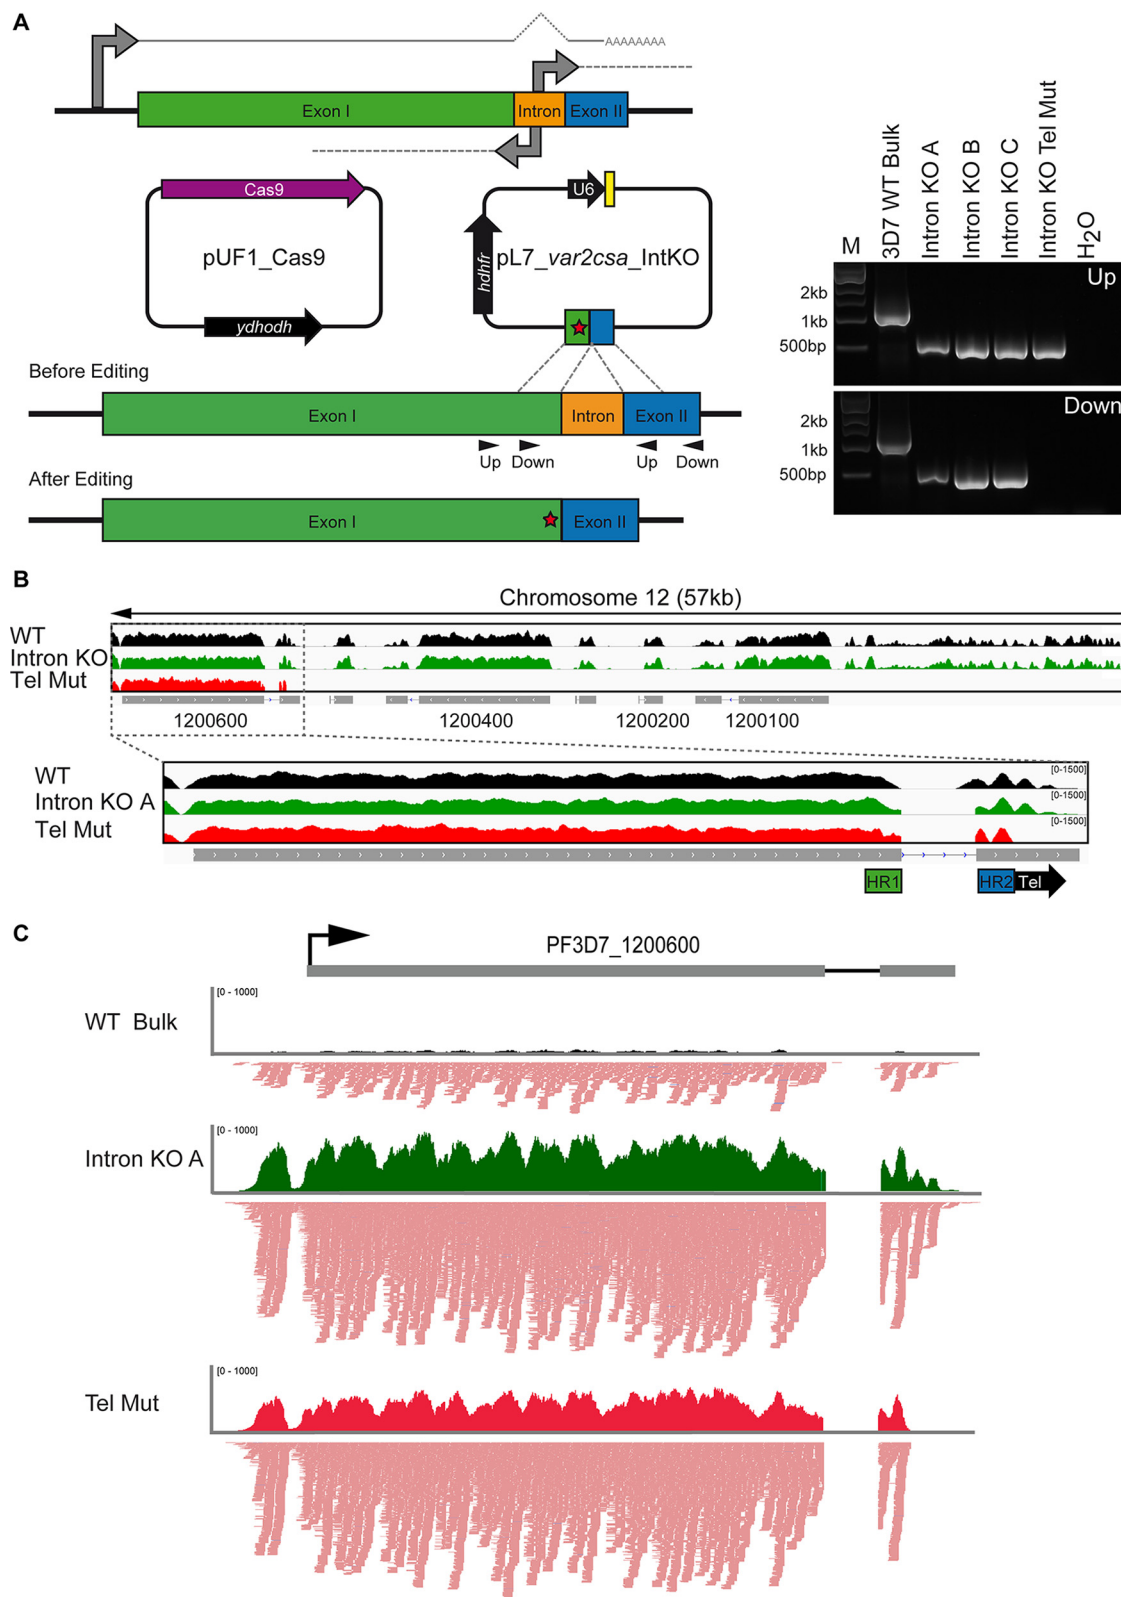 A
AAAAAAAA
Exon I
Intron
Exon II
Cas9
pUF1_Cas9
ydhodh
U6
hdhfr
pL7_var2csa_IntKO
Before Editing
Exon I
Intron
Exon II
Up
Down
Up
Down
After Editing
Exon I
Exon II
M
3D7 WT Bulk
Intron KO A
Intron KO B
Intron KO C
Intron KO Tel Mut
H2O
Up
2kb
1kb
500bp
Down
2kb
1kb
500bp
B
Chromosome 12 (57kb)
WT
Intron KO
Tel Mut
1200600
1200400
1200200
1200100
WT
[0-1500]
Intron KO A
[0-1500]
Tel Mut
[0-1500]
HR1
HR2
Tel
C
PF3D7_1200600
[0 - 1000]
WT Bulk
[0 - 1000]
Intron KO A
[0 - 1000]
Tel Mut